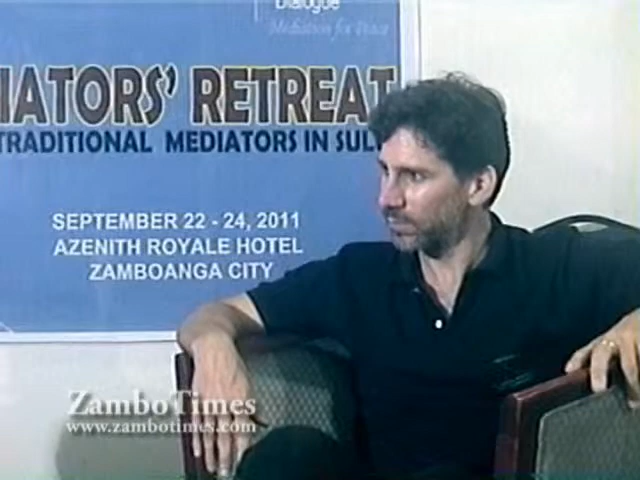 Dialogue
Mediation for Peace
IATORS' RETREAT
TRADITIONAL MEDIATORS IN SUL
SEPTEMBER 22 - 24, 2011
AZENITH ROYALE HOTEL
ZAMBOANGA CITY
ZamboTimes
www.zambotimes.com